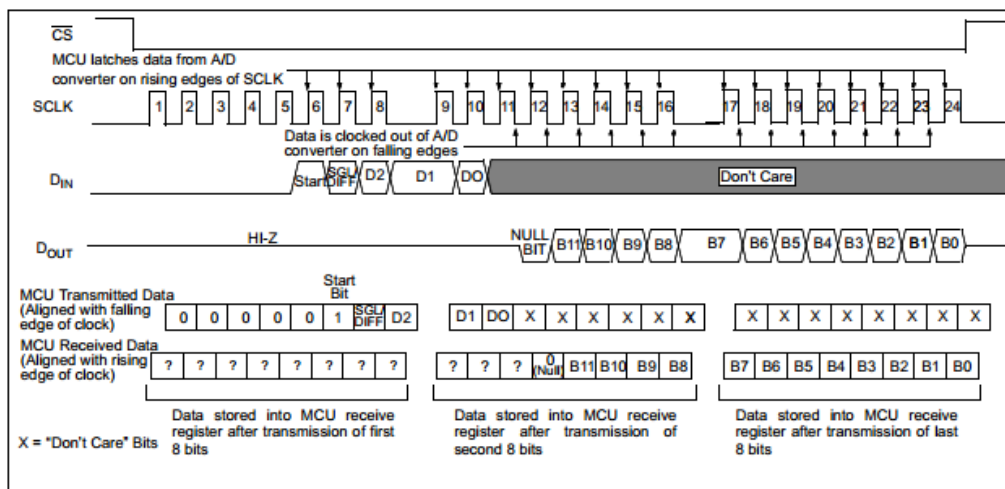 CS
MCU latches data from A/D
converter on rising edges of SCLK
SCLK
1 2 3 4 5 6 7 8 9 10 11 12 13 14 15 16 17 18 19 20 21 22 23 24
Data is clocked out of A/D
converter on falling edges
DIN
Start SGL/DIFF D2 D1 DO Don't Care
HI-Z
DOUT
NULL BIT B11 B10 B9 B8 B7 B6 B5 B4 B3 B2 B1 B0
Start
Bit
MCU Transmitted Data
(Aligned with falling
edge of clock)
0 0 0 0 0 1 SGL/DIFF D2 D1 DO X X X X X X X X X X X X X X
MCU Received Data
(Aligned with rising
edge of clock)
? ? ? ? ? ? ? ? ? ? ? 0 (Null) B11 B10 B9 B8 B7 B6 B5 B4 B3 B2 B1 B0
Data stored into MCU receive
register after transmission of first
8 bits
Data stored into MCU receive
register after transmission of
second 8 bits
Data stored into MCU receive
register after transmission of last
8 bits
X = "Don't Care" Bits